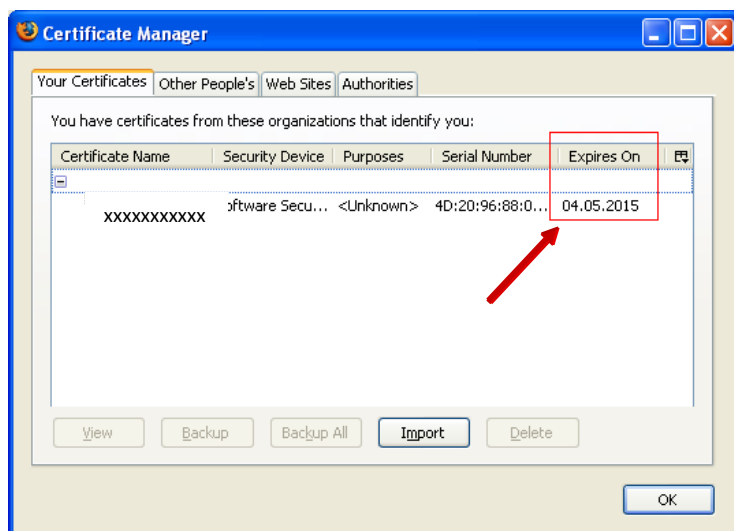 Certificate Manager
Your Certificates Other People's Web Sites Authorities
You have certificates from these organizations that identify you:
Certificate Name Security Device Purposes Serial Number Expires On
xxxxxxxxxxx oftware Secu... <Unknown> 4D:20:96:88:0... 04.05.2015
View Backup Backup All Import Delete
OK